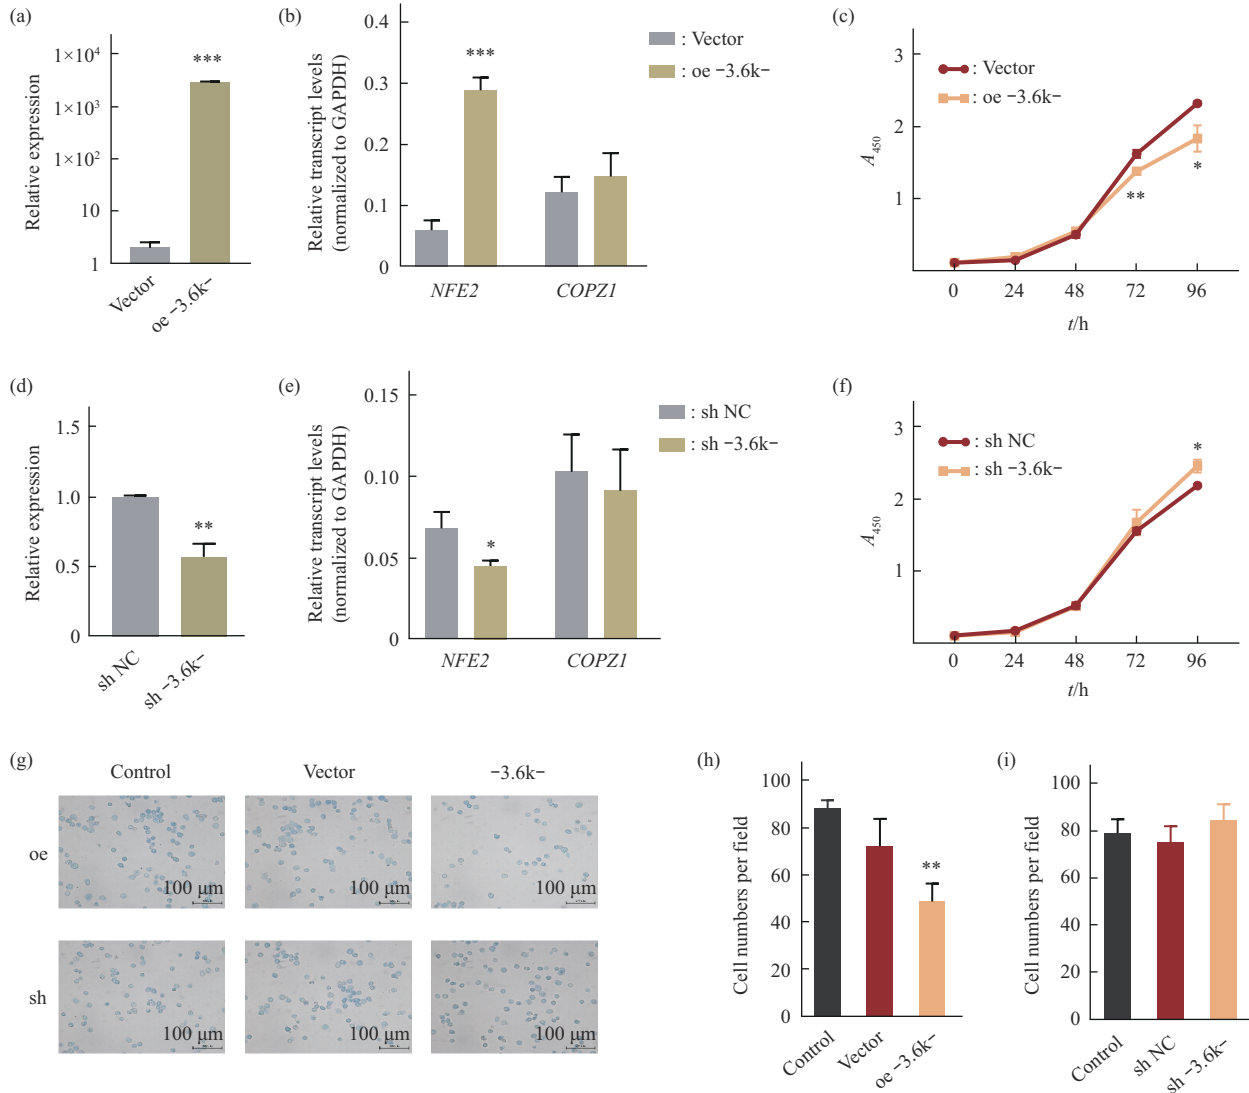 (a)
Relative expression
1×10⁴
1×10³
1×10²
10
1
***
Vector
oe −3.6k−
(b)
Relative transcript levels
(normalized to GAPDH)
0.4
0.3
0.2
0.1
0
***
NFE2
COPZ1
: Vector
: oe −3.6k−
(c)
A₄₅₀
3
2
1
: Vector
: oe −3.6k−
**
*
0 24 48 72 96
t/h
(d)
Relative expression
1.5
1.0
0.5
0
**
sh NC
sh −3.6k−
(e)
Relative transcript levels
(normalized to GAPDH)
0.15
0.10
0.05
0
*
NFE2
COPZ1
: sh NC
: sh −3.6k−
(f)
A₄₅₀
3
2
1
: sh NC
: sh −3.6k−
*
0 24 48 72 96
t/h
(g)
Control Vector −3.6k−
oe
100 μm 100 μm 100 μm
sh
100 μm 100 μm 100 μm
(h)
Cell numbers per field
100
80
60
40
20
0
**
Control
Vector
oe −3.6k−
(i)
Cell numbers per field
100
80
60
40
20
0
Control
sh NC
sh −3.6k−